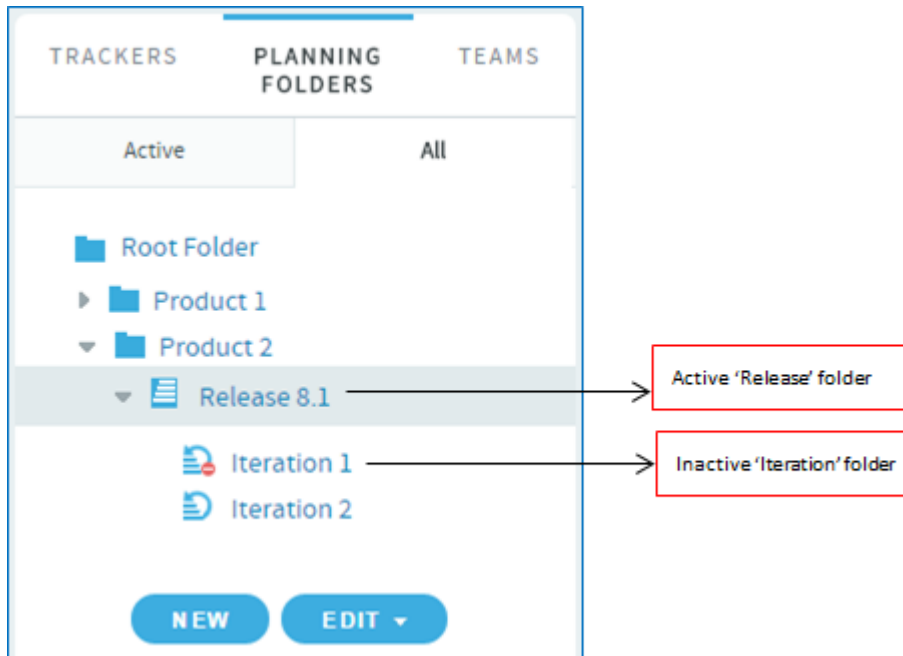 TRACKERS
PLANNING FOLDERS
TEAMS
Active
All
Root Folder
Product 1
Product 2
Release 8.1
Active ‘Release’ folder
Iteration 1
Inactive ‘Iteration’ folder
Iteration 2
NEW
EDIT